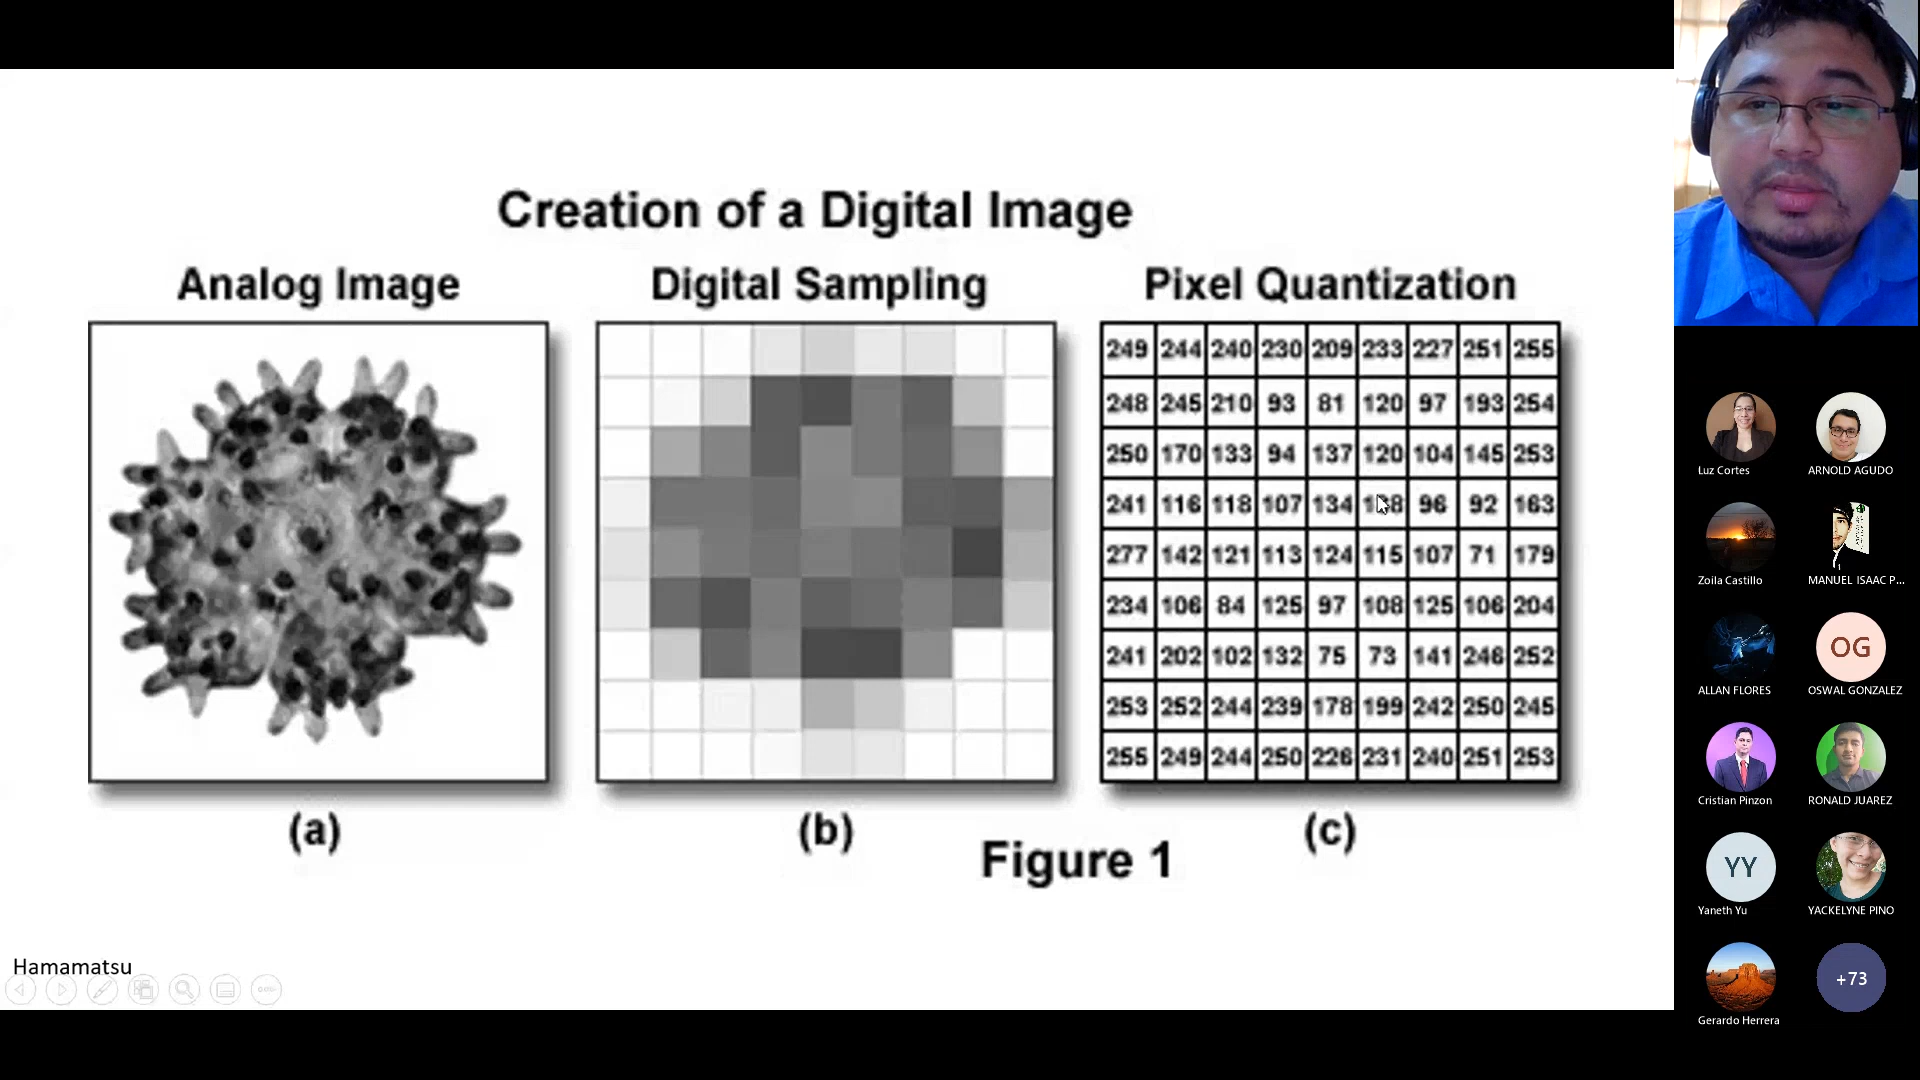 Creation of a Digital Image
Analog Image
Digital Sampling
Pixel Quantization
249 244 240 230 209 233 227 251 255
248 245 210 93 81 120 97 193 254
250 170 133 94 137 120 104 145 253
241 116 118 107 134 96 92 163
277 142 121 113 124 115 107 71 179
234 106 84 125 97 108 125 106 204
241 202 102 132 75 73 141 246 252
253 252 244 239 178 199 242 250 245
255 249 244 250 226 231 240 251 253
(a)
(b)
(c)
Figure 1
Hamamatsu
Luz Cortes
ARNOLD AGUDO
Zoila Castillo
MANUEL ISAAC P...
ALLAN FLORES
OG
OSWAL GONZALEZ
Cristian Pinzon
RONALD JUAREZ
YY
Yaneth Yu
YACKELYNE PINO
Gerardo Herrera
+73